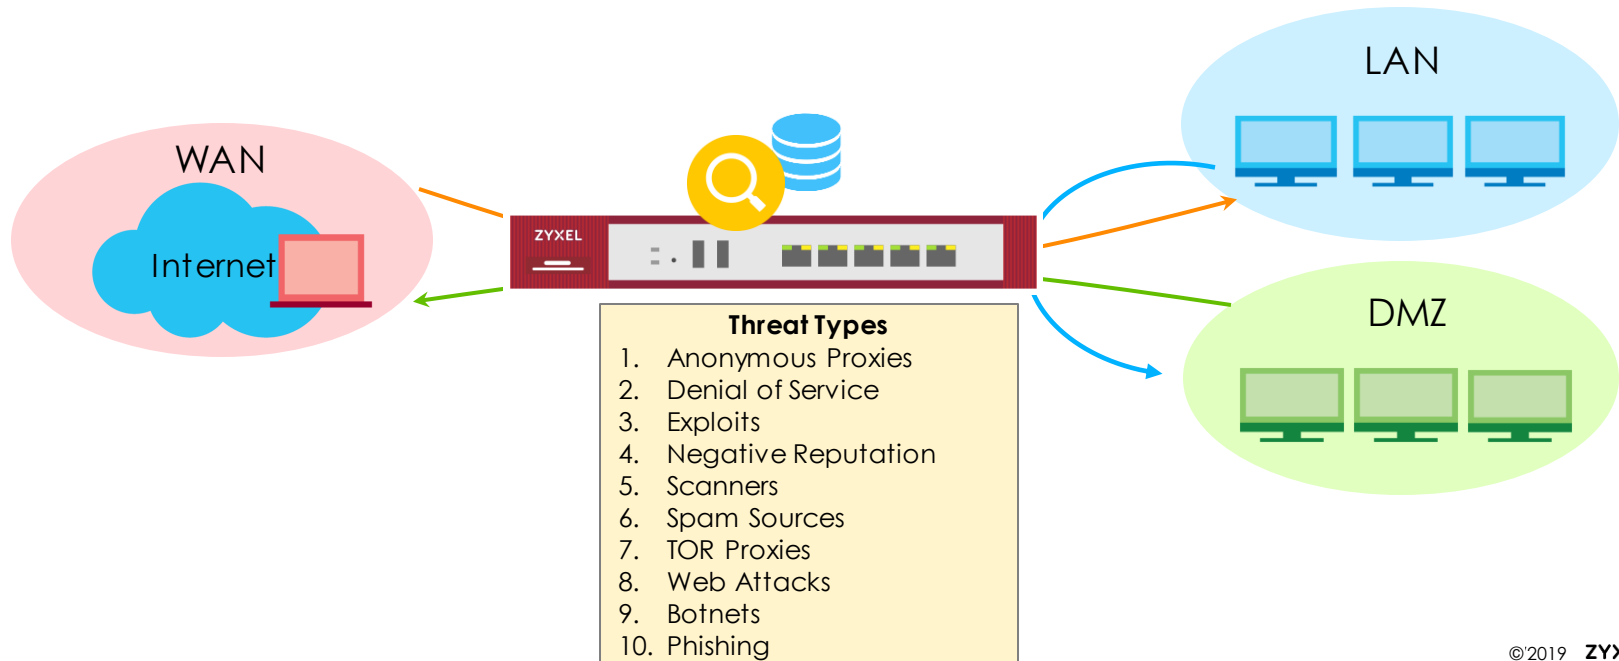 LAN
WAN
Internet
ZYXEL
DMZ
Threat Types
1. Anonymous Proxies
2. Denial of Service
3. Exploits
4. Negative Reputation
5. Scanners
6. Spam Sources
7. TOR Proxies
8. Web Attacks
9. Botnets
10. Phishing
©'2019